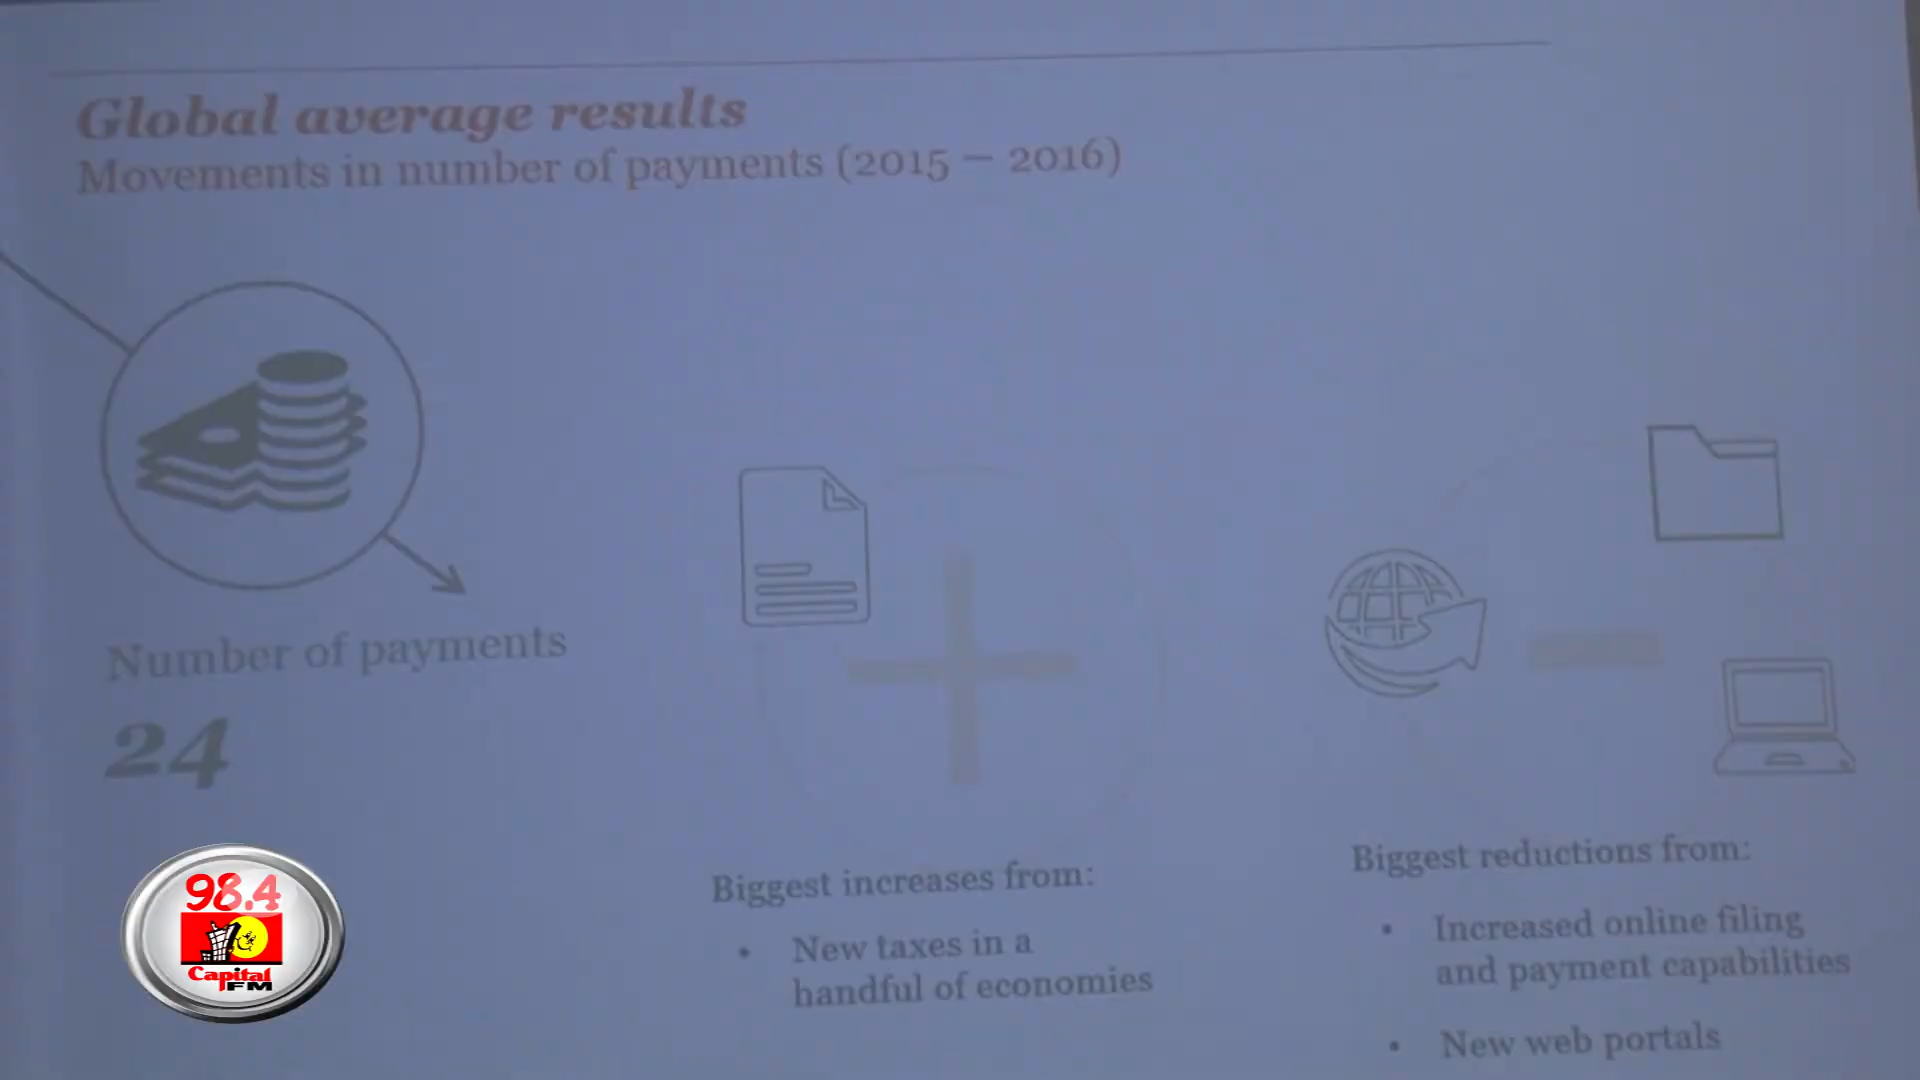 Global average results
Movements in number of payments (2015 – 2016)
Number of payments
24
Biggest increases from:
• New taxes in a
handful of economies
Biggest reductions from:
• Increased online filing
and payment capabilities
• New web portals
98.4
Capital
FM